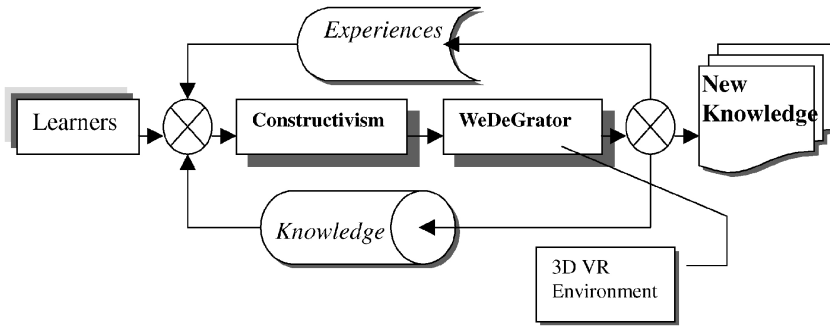 Experiences
Learners
Constructivism
WeDeGrator
New
Knowledge
Knowledge
3D VR
Environment